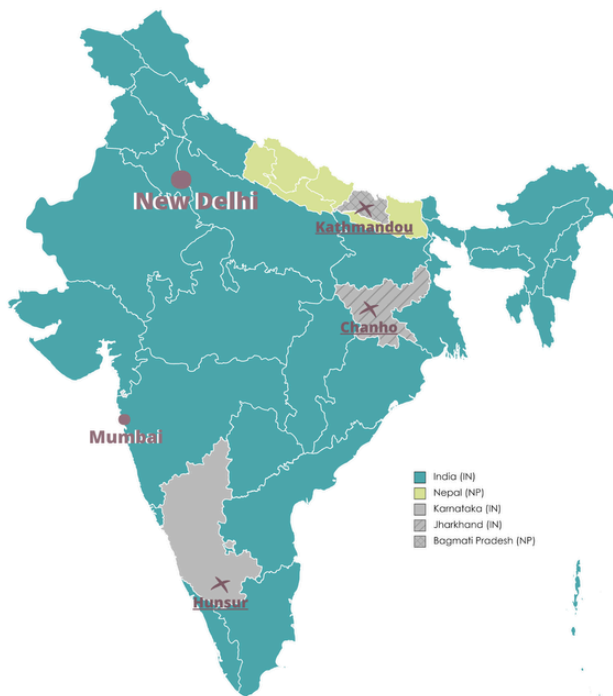 New Delhi
Kathmandou
Chanho
Mumbai
Hunsur
India (IN)
Nepal (NP)
Karnataka (IN)
Jharkhand (IN)
Bagmati Pradesh (NP)